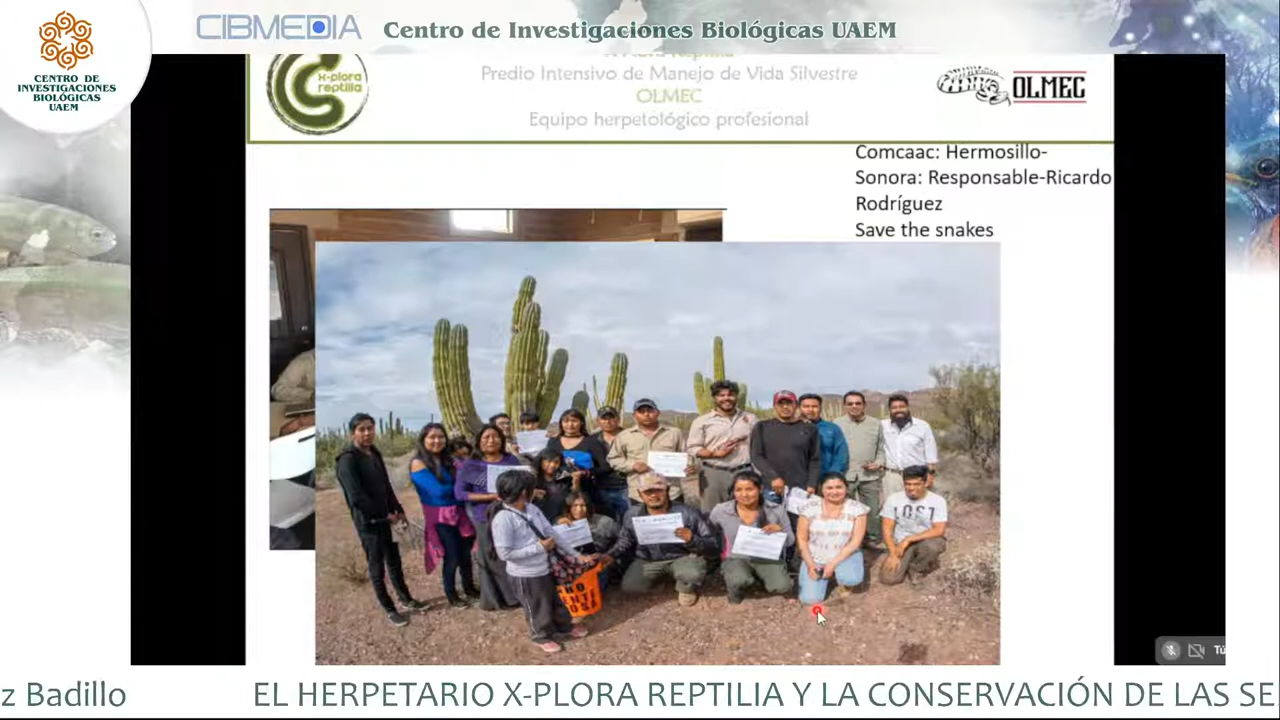 CIBMEDIA
Centro de Investigaciones Biológicas UAEM
CENTRO DE
INVESTIGACIONES
BIOLÓGICAS
UAEM
x-plora
reptilia
Predio Intensivo de Manejo de Vida Silvestre
OLMEC
Equipo herpetológico profesional
OLMEC
Comcaac: Hermosillo-
Sonora: Responsable-Ricardo
Rodríguez
Save the snakes
LOST
Tú
z Badillo
EL HERPETARIO X-PLORA REPTILIA Y LA CONSERVACIÓN DE LAS SE